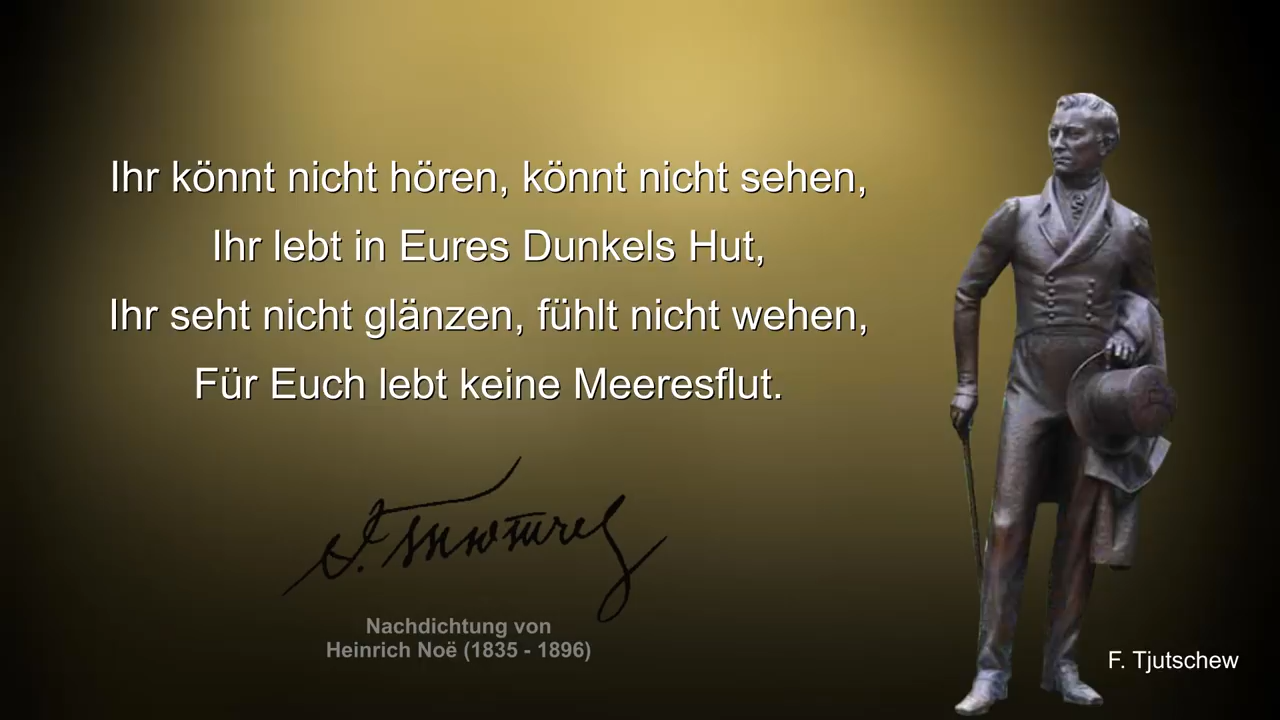 Ihr könnt nicht hören, könnt nicht sehen,
Ihr lebt in Eures Dunkels Hut,
Ihr seht nicht glänzen, fühlt nicht wehen,
Für Euch lebt keine Meeresflut.
Ѳ. Тютчев
Nachdichtung von
Heinrich Noë (1835 - 1896)
F. Tjutschew